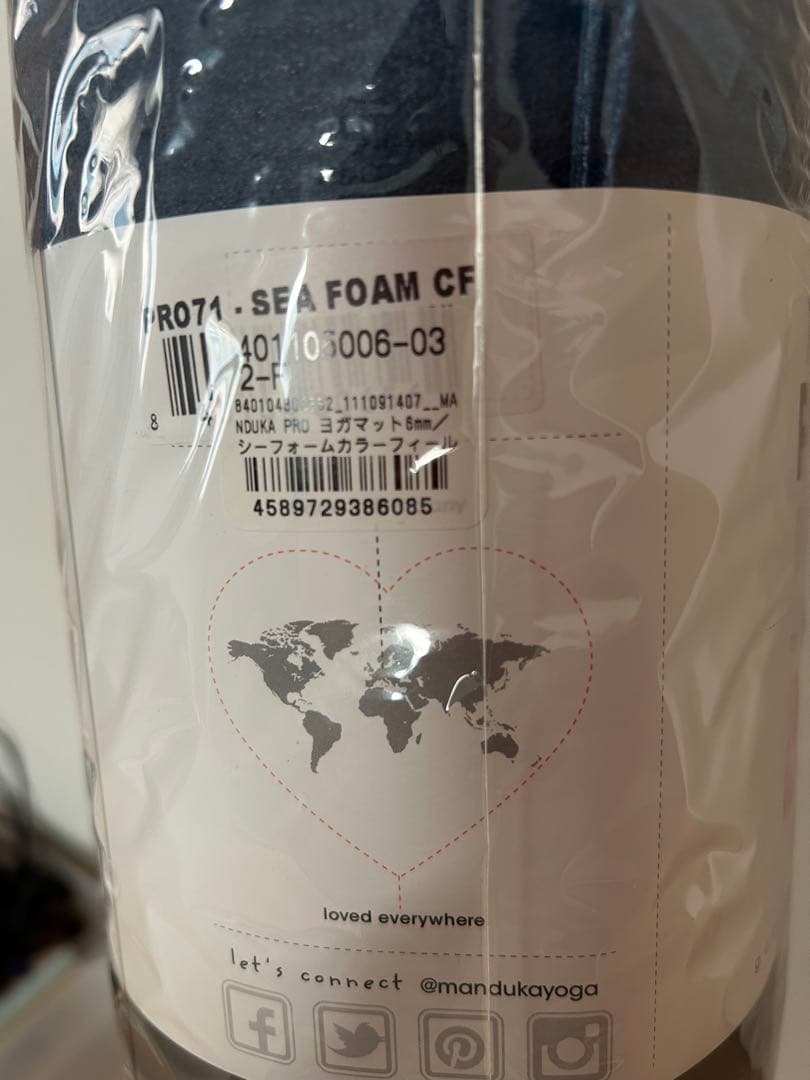 PRO71 - SEA FOAM CF
401105006-03
2-F
NDUKA PRO ヨガマット6mm／
シーフォームカラーフィール
8
4589729386085
loved everywhere
let's connect @mandukayoga